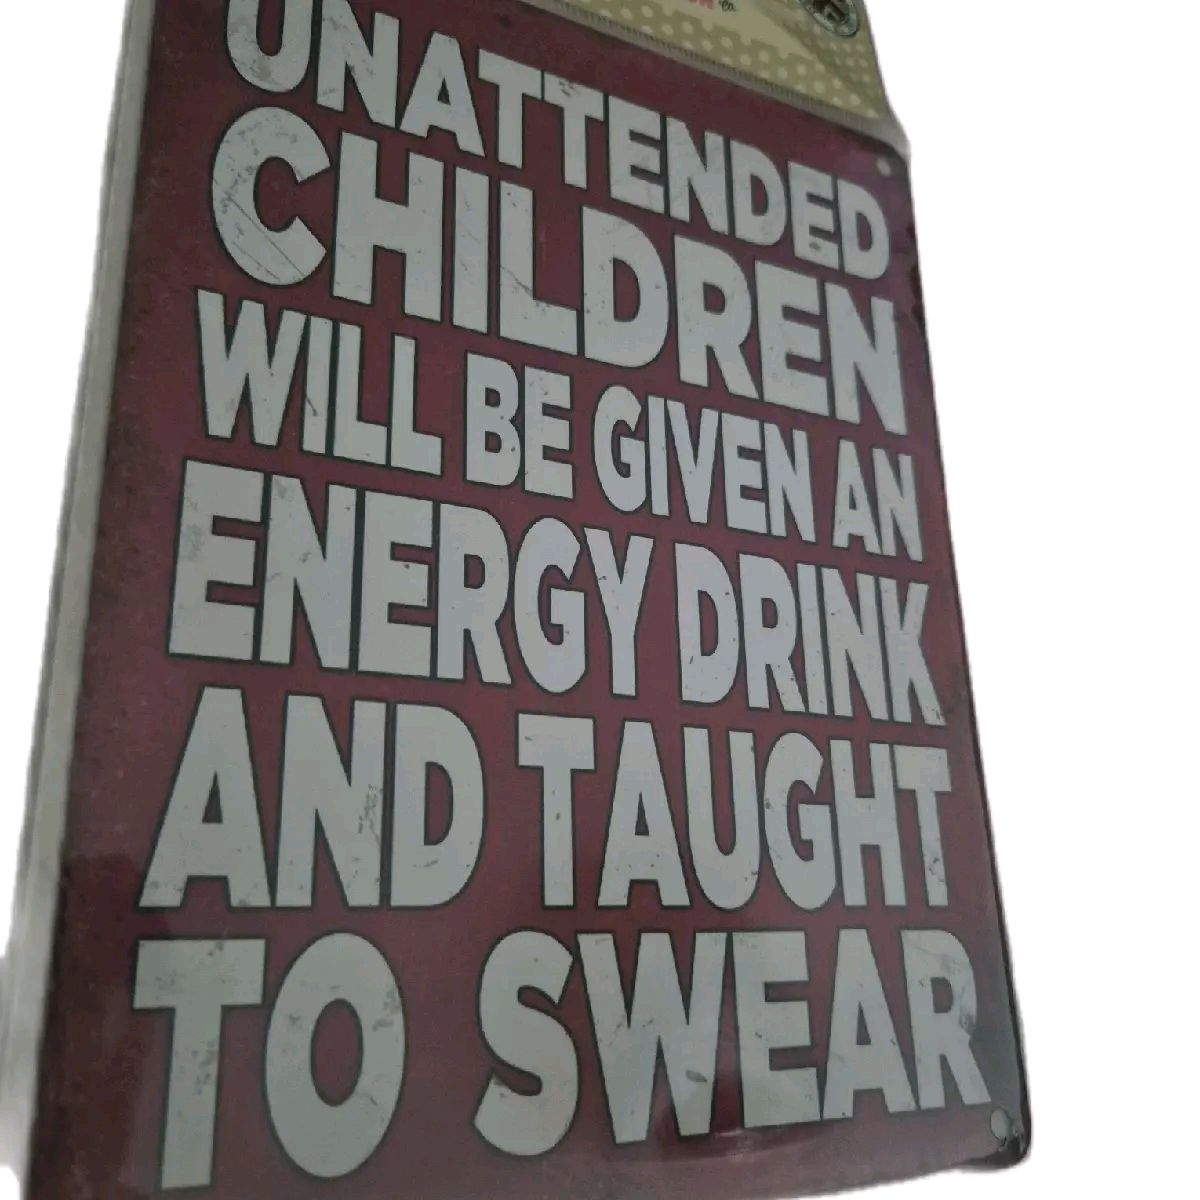 UNATTENDED
CHILDREN
WILL BE GIVEN AN
ENERGY DRINK
AND TAUGHT
TO SWEAR